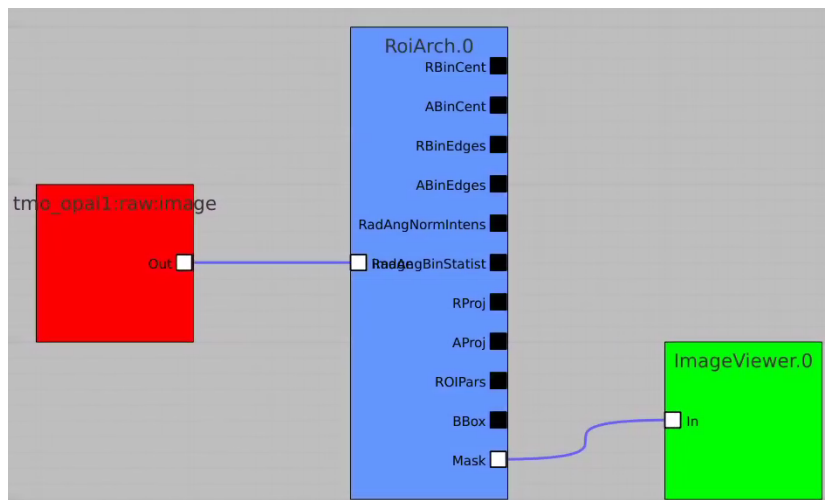 RoiArch.0
RBinCent
ABinCent
RBinEdges
ABinEdges
tmo_opal1:raw:image
RadAngNormIntens
Out
Image
RadAngBinStatist
RProj
AProj
ImageViewer.0
ROIPars
BBox
In
Mask